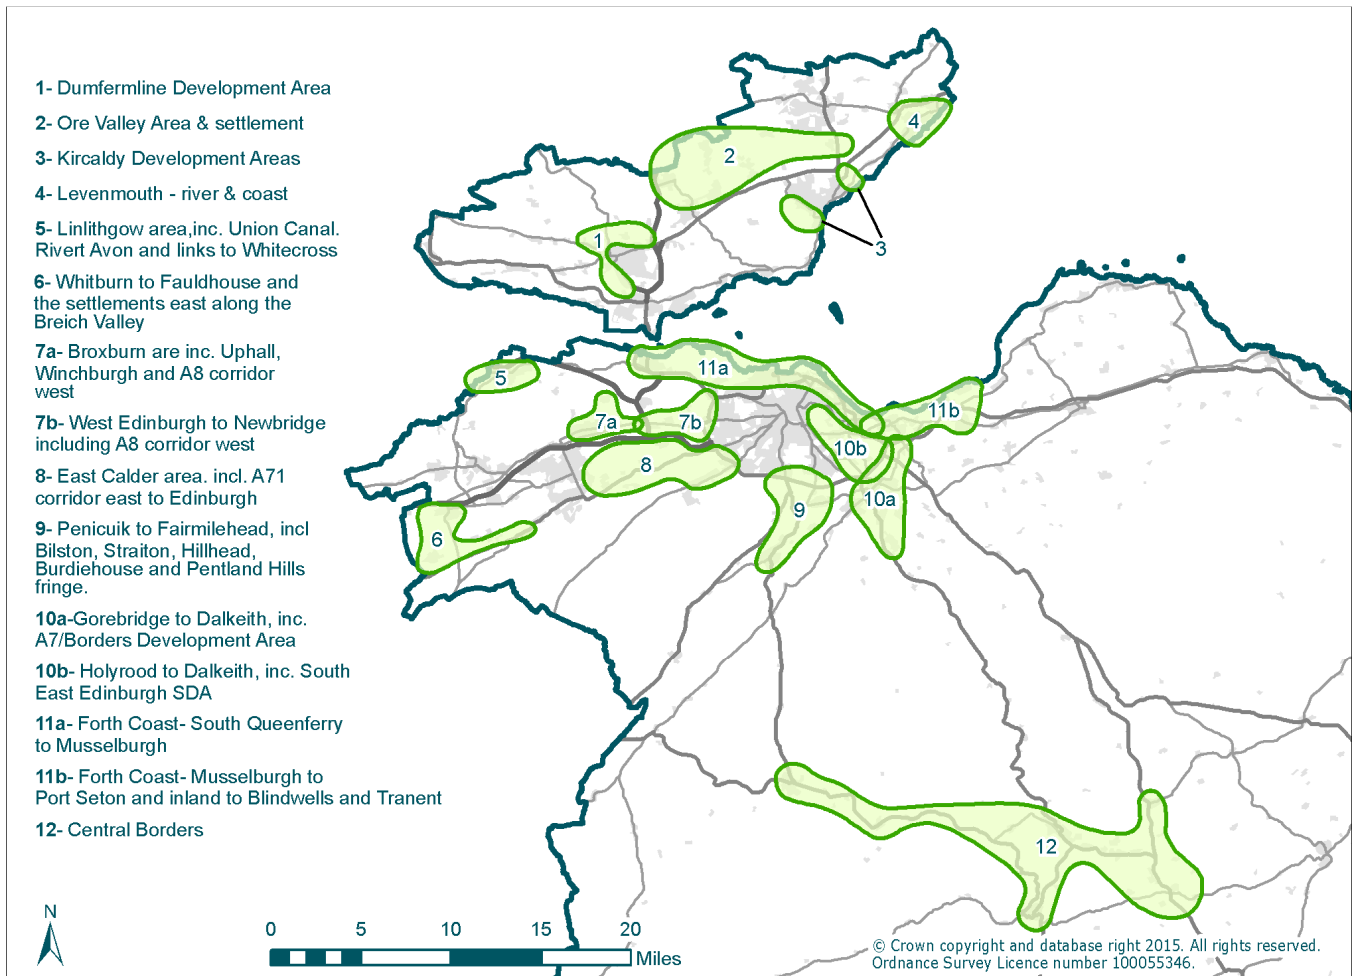 1- Dumfermline Development Area
2- Ore Valley Area & settlement
3- Kircaldy Development Areas
4- Levenmouth - river & coast
5- Linlithgow area,inc. Union Canal.
Rivert Avon and links to Whitecross
6- Whitburn to Fauldhouse and
the settlements east along the
Breich Valley
7a- Broxburn are inc. Uphall,
Winchburgh and A8 corridor
west
7b- West Edinburgh to Newbridge
including A8 corridor west
8- East Calder area. incl. A71
corridor east to Edinburgh
9- Penicuik to Fairmilehead, incl
Bilston, Straiton, Hillhead,
Burdiehouse and Pentland Hills
fringe.
10a-Gorebridge to Dalkeith, inc.
A7/Borders Development Area
10b- Holyrood to Dalkeith, inc. South
East Edinburgh SDA
11a- Forth Coast- South Queenferry
to Musselburgh
11b- Forth Coast- Musselburgh to
Port Seton and inland to Blindwells and Tranent
12- Central Borders
4
2
1
3
11a
5
11b
7a
7b
10b
8
10a
9
6
12
N
0 5 10 15 20
Miles
© Crown copyright and database right 2015. All rights reserved.
Ordnance Survey Licence number 100055346.